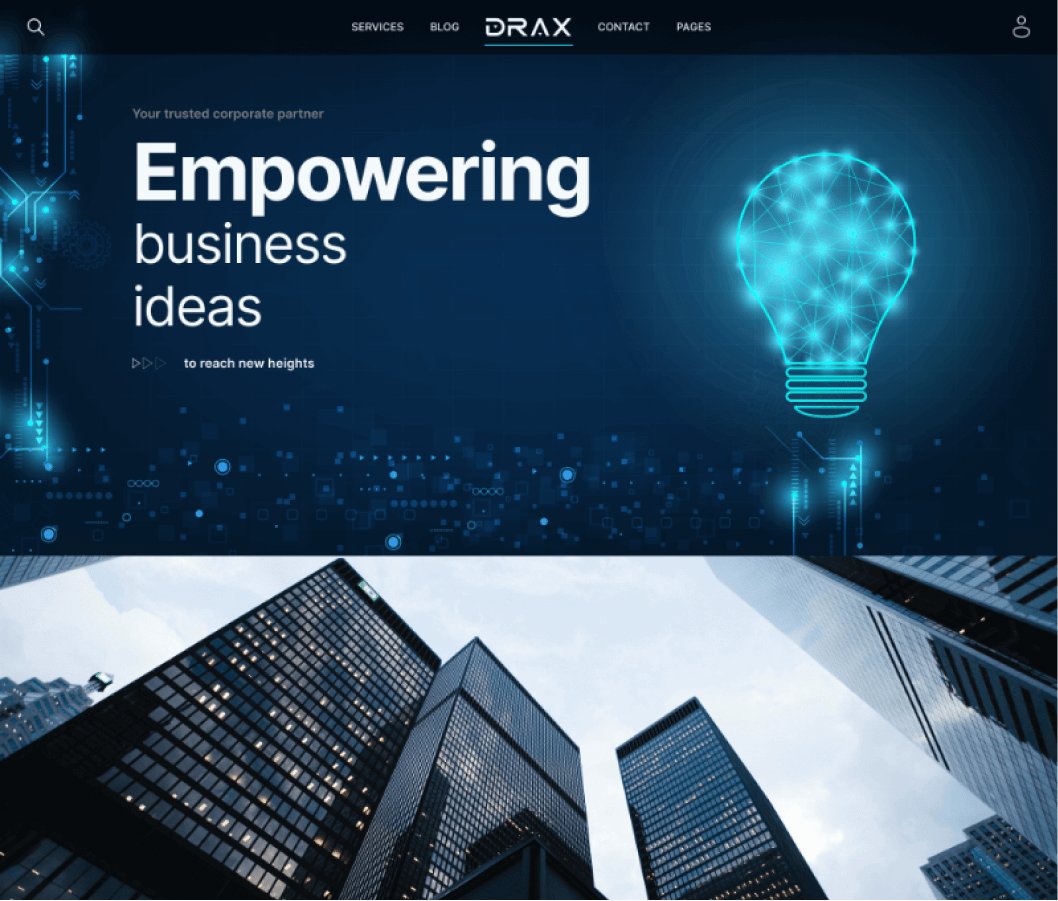 SERVICES BLOG DRAX CONTACT PAGES
Your trusted corporate partner
Empowering
business
ideas
to reach new heights